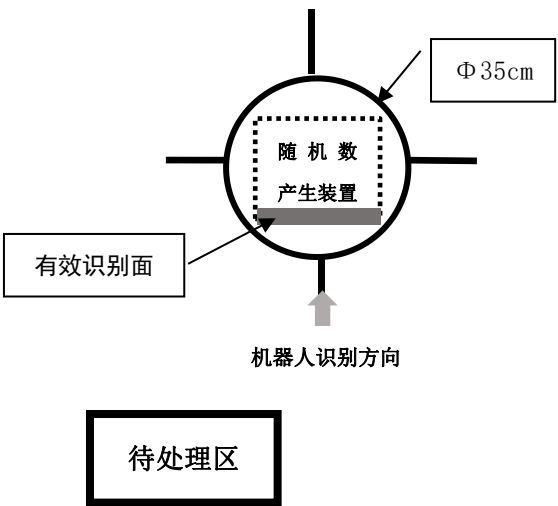 Φ35cm
随 机 数
产生装置
有效识别面
机器人识别方向
待处理区